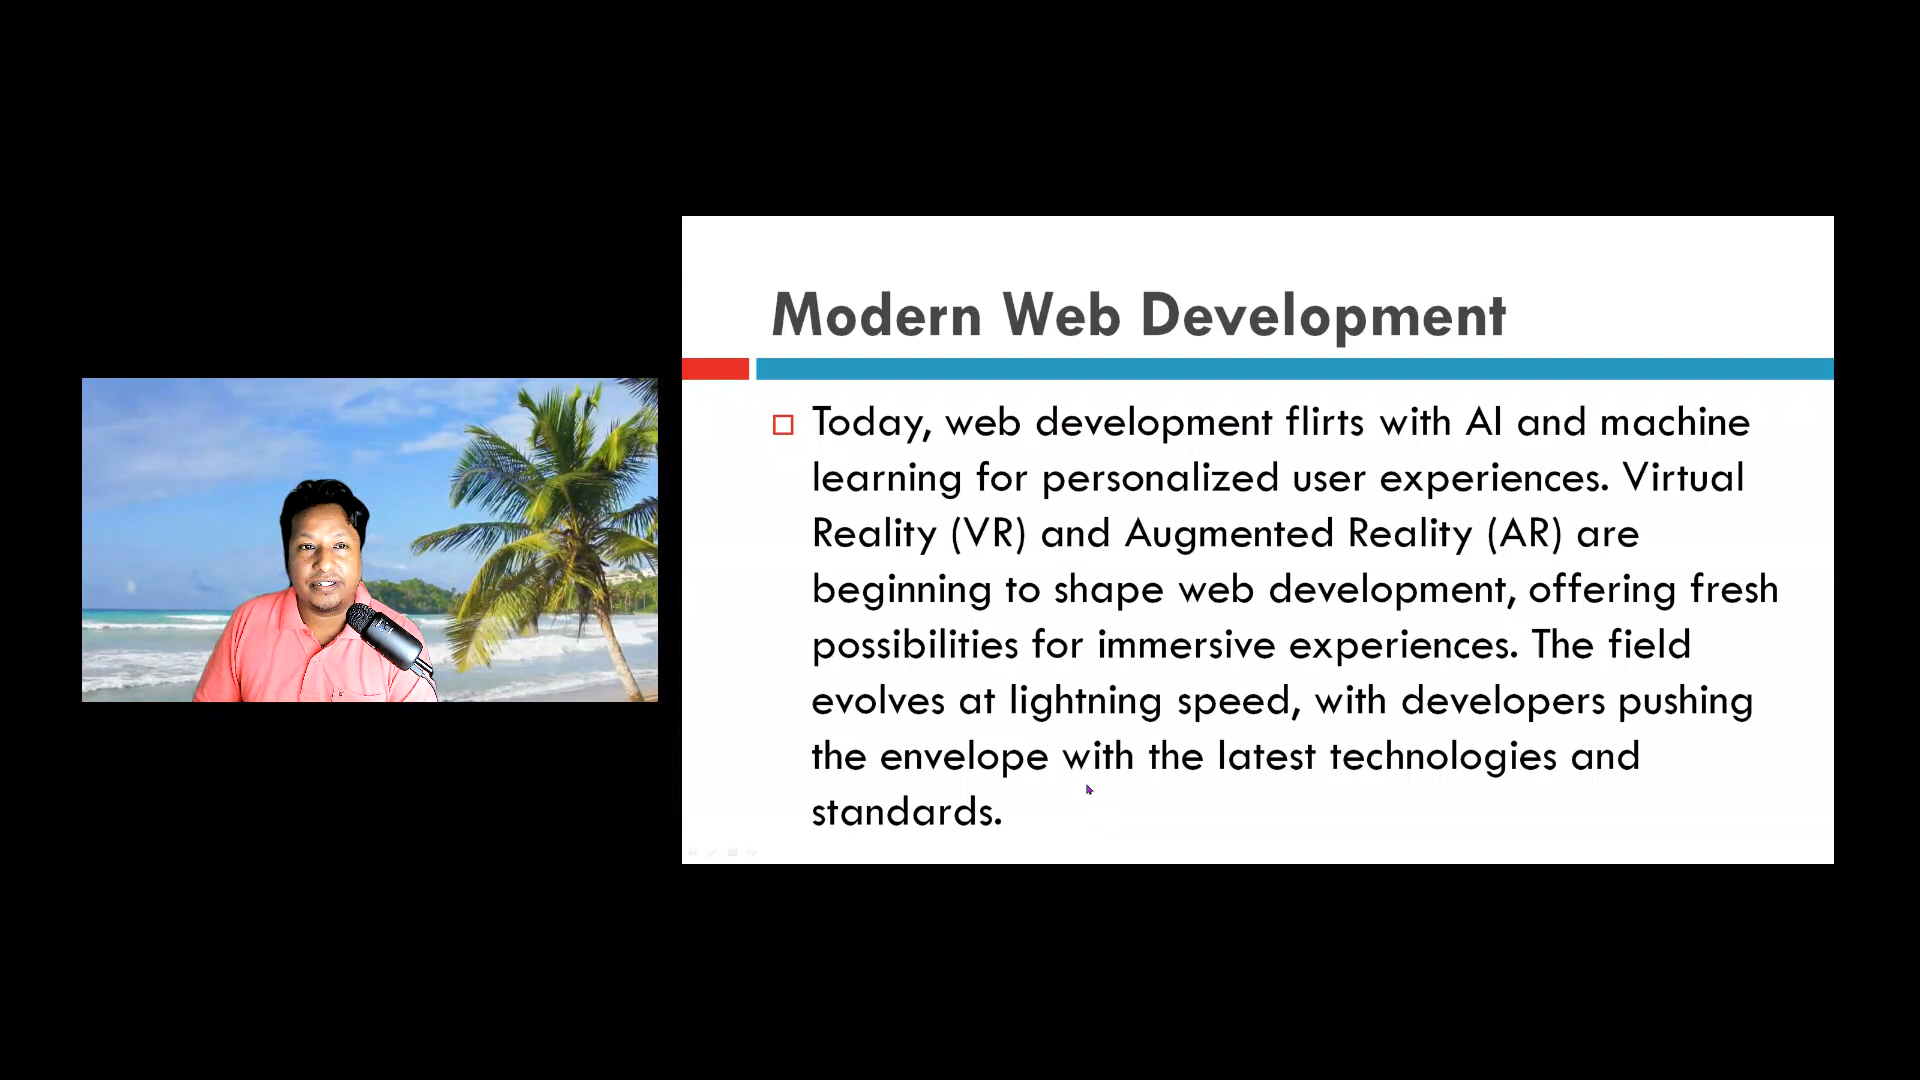 Modern Web Development
Today, web development flirts with AI and machine
learning for personalized user experiences. Virtual
Reality (VR) and Augmented Reality (AR) are
beginning to shape web development, offering fresh
possibilities for immersive experiences. The field
evolves at lightning speed, with developers pushing
the envelope with the latest technologies and
standards.